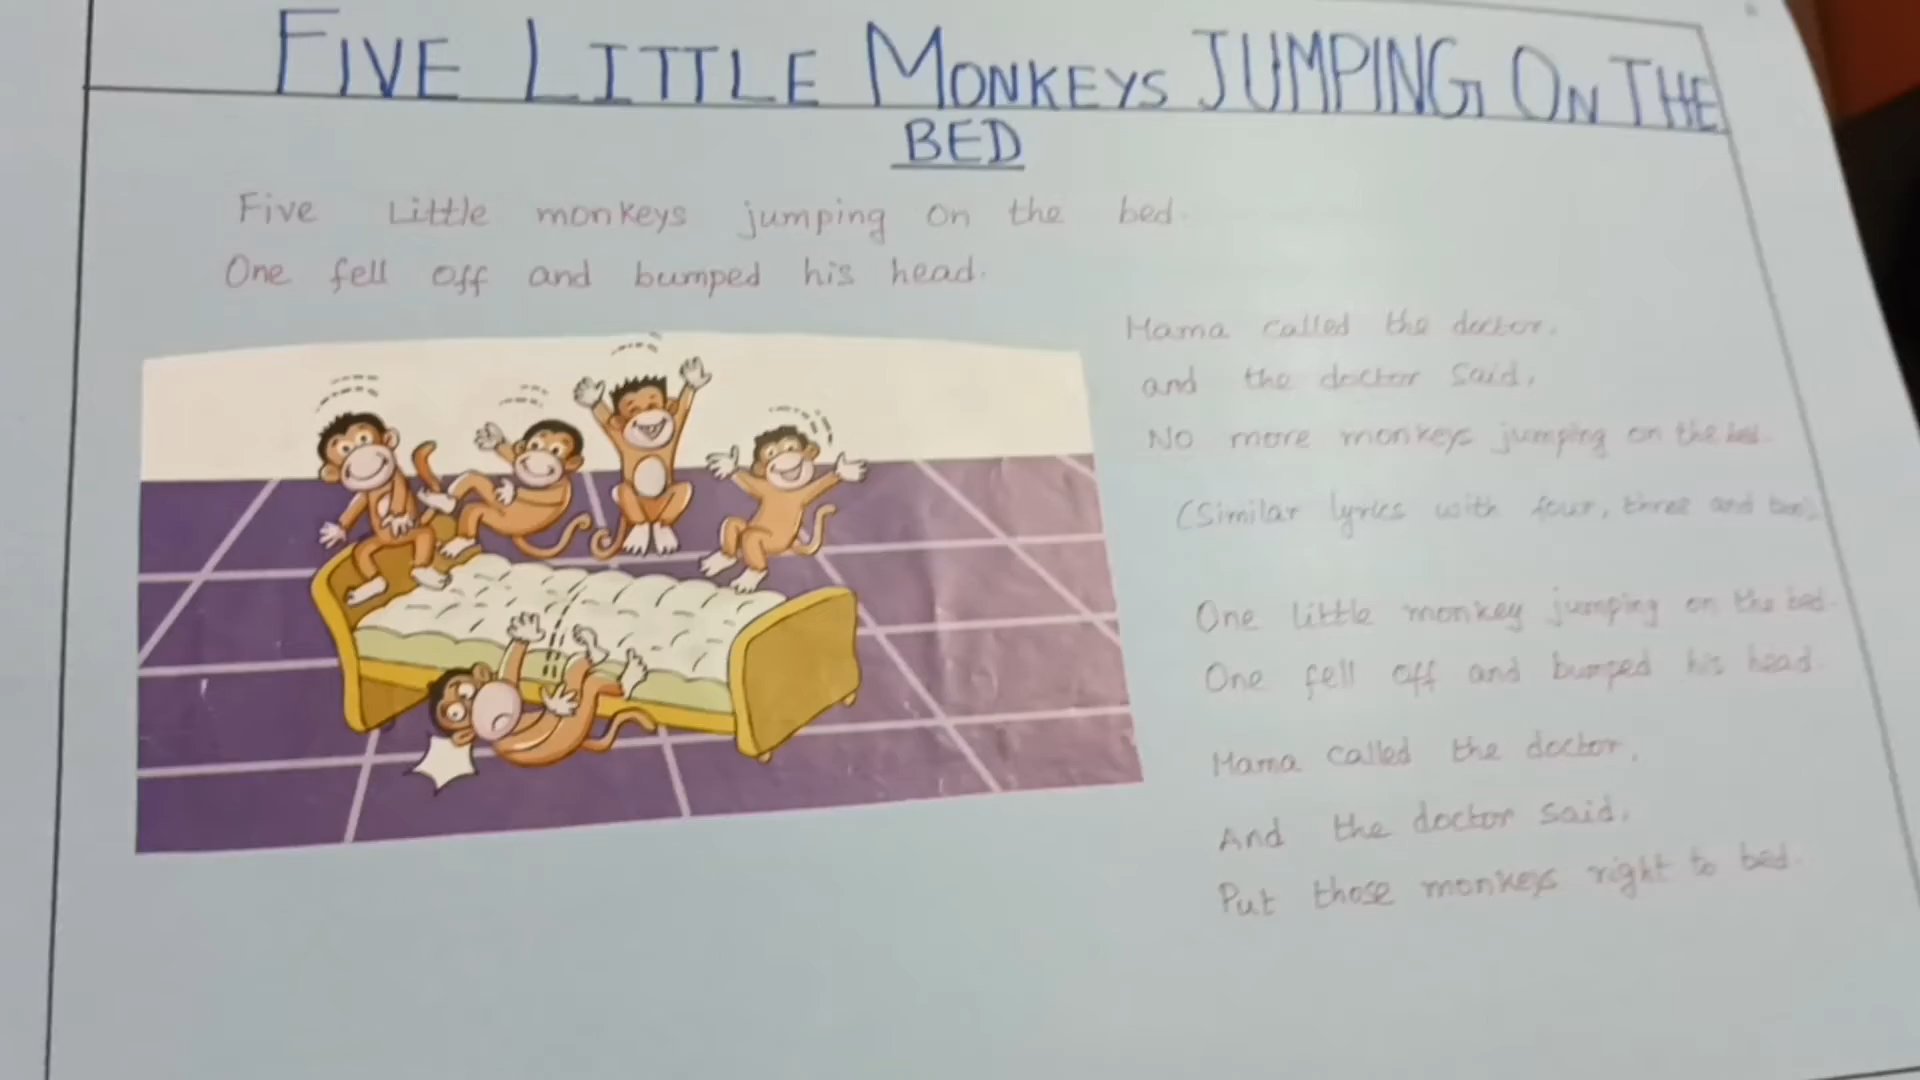 FIVE LITTLE MONKEYS JUMPING ON THE
BED
Five Little monkeys jumping on the bed.
One fell off and bumped his head.
Mama called the doctor,
and the doctor said,
No more monkeys jumping on the bed.
(Similar lyrics with four, three and two)
One little monkey jumping on the bed.
One fell off and bumped his head.
Mama called the doctor,
And the doctor said,
Put those monkeys right to bed.